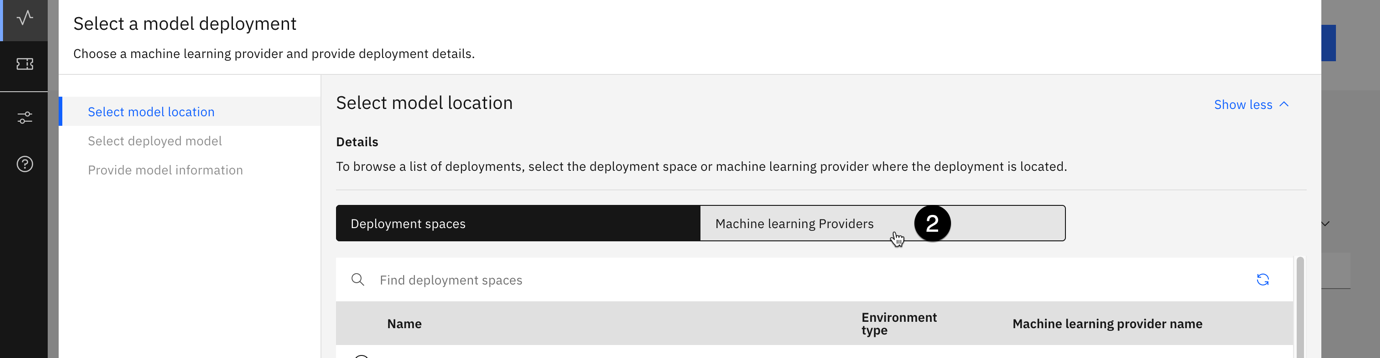 Select a model deployment
Choose a machine learning provider and provide deployment details.
Select model location
Select deployed model
Provide model information
Select model location
Show less
Details
To browse a list of deployments, select the deployment space or machine learning provider where the deployment is located.
Deployment spaces
Machine learning Providers
2
Find deployment spaces
Name
Environment
type
Machine learning provider name